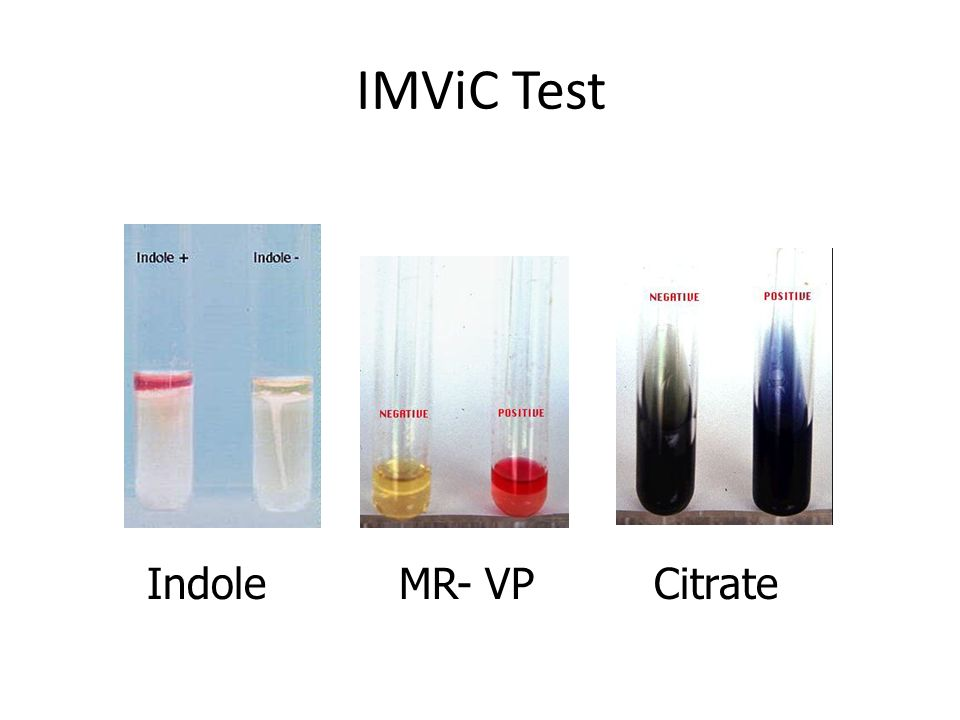 IMViC Test
Indole + Indole -
NEGATIVE POSITIVE
NEGATIVE POSITIVE
Indole MR- VP Citrate